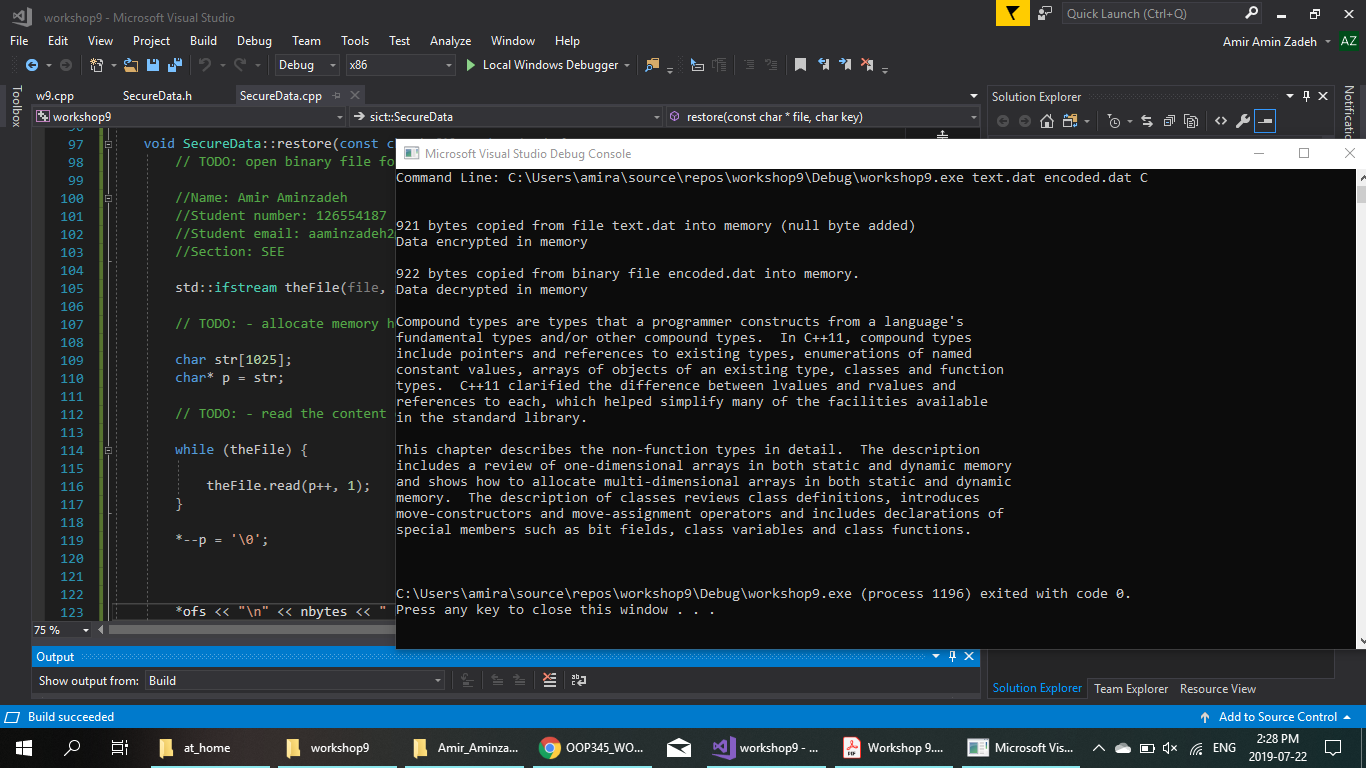 workshop9 - Microsoft Visual Studio
Quick Launch (Ctrl+Q)
File Edit View Project Build Debug Team Tools Test Analyze Window Help
Amir Amin Zadeh AZ
Debug x86 Local Windows Debugger
Toolbox
w9.cpp SecureData.h SecureData.cpp
workshop9 sict::SecureData restore(const char * file, char key)
Solution Explorer
97 void SecureData::restore(const c
98 // TODO: open binary file fo
99
100 //Name: Amir Aminzadeh
101 //Student number: 126554187
102 //Student email: aaminzadeh2
103 //Section: SEE
104
105 std::ifstream theFile(file,
106
107 // TODO: - allocate memory h
108
109 char str[1025];
110 char* p = str;
111
112 // TODO: - read the content
113
114 while (theFile) {
115
116 theFile.read(p++, 1);
117 }
118
119 *--p = '\0';
120
121
122
123 *ofs << "\n" << nbytes << "
75 %
Microsoft Visual Studio Debug Console
Command Line: C:\Users\amira\source\repos\workshop9\Debug\workshop9.exe text.dat encoded.dat C
921 bytes copied from file text.dat into memory (null byte added)
Data encrypted in memory
922 bytes copied from binary file encoded.dat into memory.
Data decrypted in memory
Compound types are types that a programmer constructs from a language's
fundamental types and/or other compound types.  In C++11, compound types
include pointers and references to existing types, enumerations of named
constant values, arrays of objects of an existing type, classes and function
types.  C++11 clarified the difference between lvalues and rvalues and
references to each, which helped simplify many of the facilities available
in the standard library.
This chapter describes the non-function types in detail.  The description
includes a review of one-dimensional arrays in both static and dynamic memory
and shows how to allocate multi-dimensional arrays in both static and dynamic
memory.  The description of classes reviews class definitions, introduces
move-constructors and move-assignment operators and includes declarations of
special members such as bit fields, class variables and class functions.
C:\Users\amira\source\repos\workshop9\Debug\workshop9.exe (process 1196) exited with code 0.
Press any key to close this window . . .
Output
Show output from: Build
Solution Explorer Team Explorer Resource View
Build succeeded
Add to Source Control
at_home workshop9 Amir_Aminza... OOP345_WO... workshop9 - ... Workshop 9.... Microsoft Vis...
ENG
2:28 PM
2019-07-22